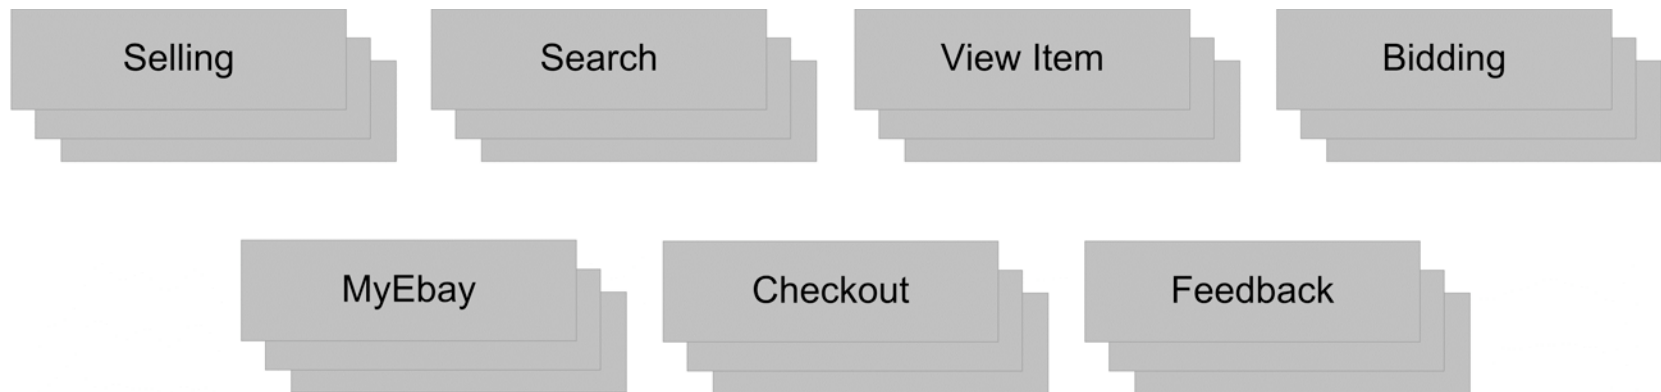 Selling
Search
View Item
Bidding
MyEbay
Checkout
Feedback